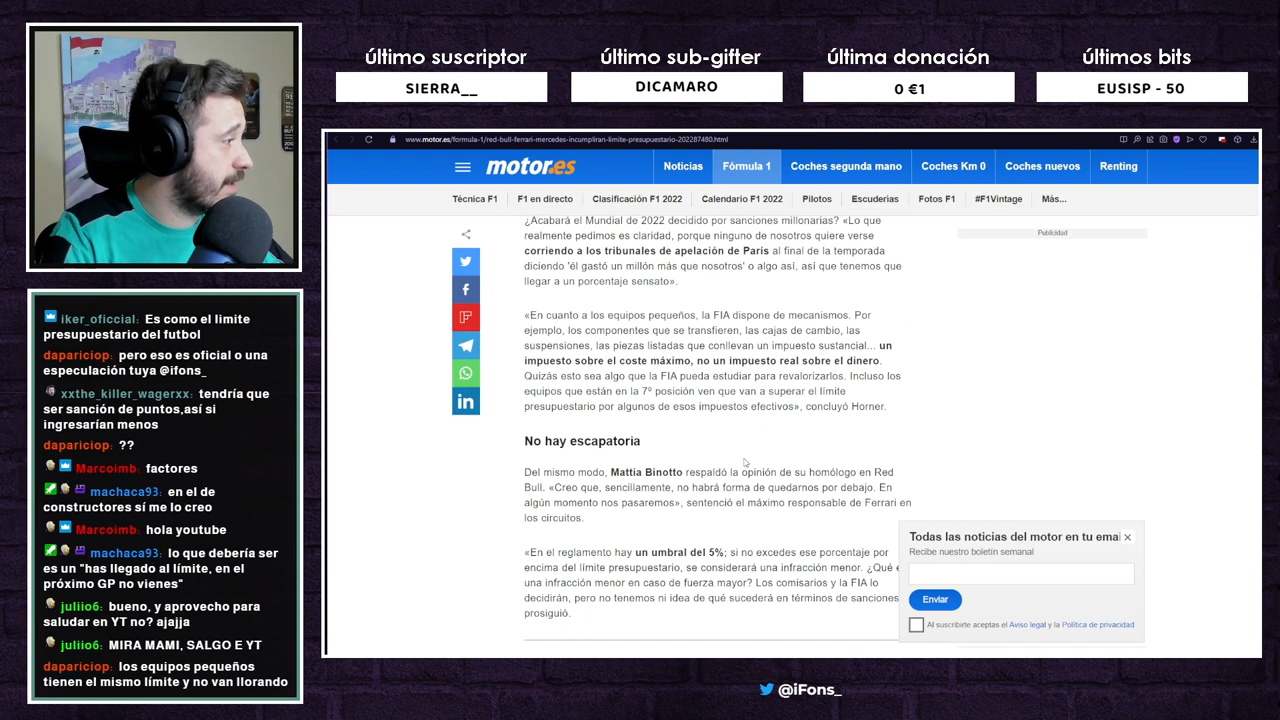 último suscriptor
SIERRA__
último sub-gifter
DICAMARO
última donación
0 €1
últimos bits
EUSISP - 50
www.motor.es/formula-1/red-bull-ferrari-mercedes-incumpliran-limite-presupuestario-202287480.html
motor.es
Noticias
Fórmula 1
Coches segunda mano
Coches Km 0
Coches nuevos
Renting
Técnica F1
F1 en directo
Clasificación F1 2022
Calendario F1 2022
Pilotos
Escuderias
Fotos F1
#F1Vintage
Más...
¿Acabará el Mundial de 2022 decidido por sanciones millonarias? «Lo que
realmente pedimos es claridad, porque ninguno de nosotros quiere verse
corriendo a los tribunales de apelación de París al final de la temporada
diciendo 'él gastó un millón más que nosotros' o algo así, así que tenemos que
llegar a un porcentaje sensato».
«En cuanto a los equipos pequeños, la FIA dispone de mecanismos. Por
ejemplo, los componentes que se transfieren, las cajas de cambio, las
suspensiones, las piezas listadas que conllevan un impuesto sustancial... un
impuesto sobre el coste máximo, no un impuesto real sobre el dinero.
Quizás esto sea algo que la FIA pueda estudiar para revalorizarlos. Incluso los
equipos que están en la 7º posición ven que van a superar el límite
presupuestario por algunos de esos impuestos efectivos», concluyó Horner.
No hay escapatoria
Del mismo modo, Mattia Binotto respaldó la opinión de su homólogo en Red
Bull. «Creo que, sencillamente, no habrá forma de quedarnos por debajo. En
algún momento nos pasaremos», sentenció el máximo responsable de Ferrari en
los circuitos.
«En el reglamento hay un umbral del 5%; si no excedes ese porcentaje por
encima del límite presupuestario, se considerará una infracción menor. ¿Qué e
una infracción menor en caso de fuerza mayor? Los comisarios y la FIA lo
decidirán, pero no tenemos ni idea de qué sucederá en términos de sanciones
prosiguió.
Publicidad
Todas las noticias del motor en tu emai
Recibe nuestro boletín semanal
Enviar
Al suscribirte aceptas el Aviso legal y la Política de privacidad
iker_oficcial: Es como el limite
presupuestario del futbol
dapariciop: pero eso es oficial o una
especulación tuya @ifons_
xxthe_killer_wagerxx: tendría que
ser sanción de puntos,así si
ingresarían menos
dapariciop: ??
Marcoimb: factores
machaca93: en el de
constructores sí me lo creo
Marcoimb: hola youtube
machaca93: lo que debería ser
es un "has llegado al límite, en el
próximo GP no vienes"
juliio6: bueno, y aprovecho para
saludar en YT no? ajajja
juliio6: MIRA MAMI, SALGO E YT
dapariciop: los equipos pequeños
tienen el mismo límite y no van llorando
@iFons_